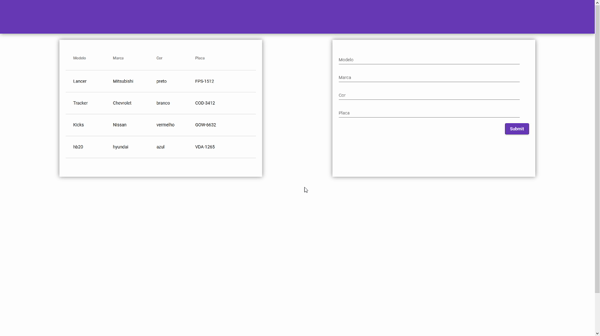 Modelo Marca Cor Placa
Lancer Mitsubishi preto FPS-1512
Tracker Chevrolet branco COD-3412
Kicks Nissan vermelho GOW-6632
hb20 hyundai azul VDA-1265
Modelo
Marca
Cor
Placa
Submit